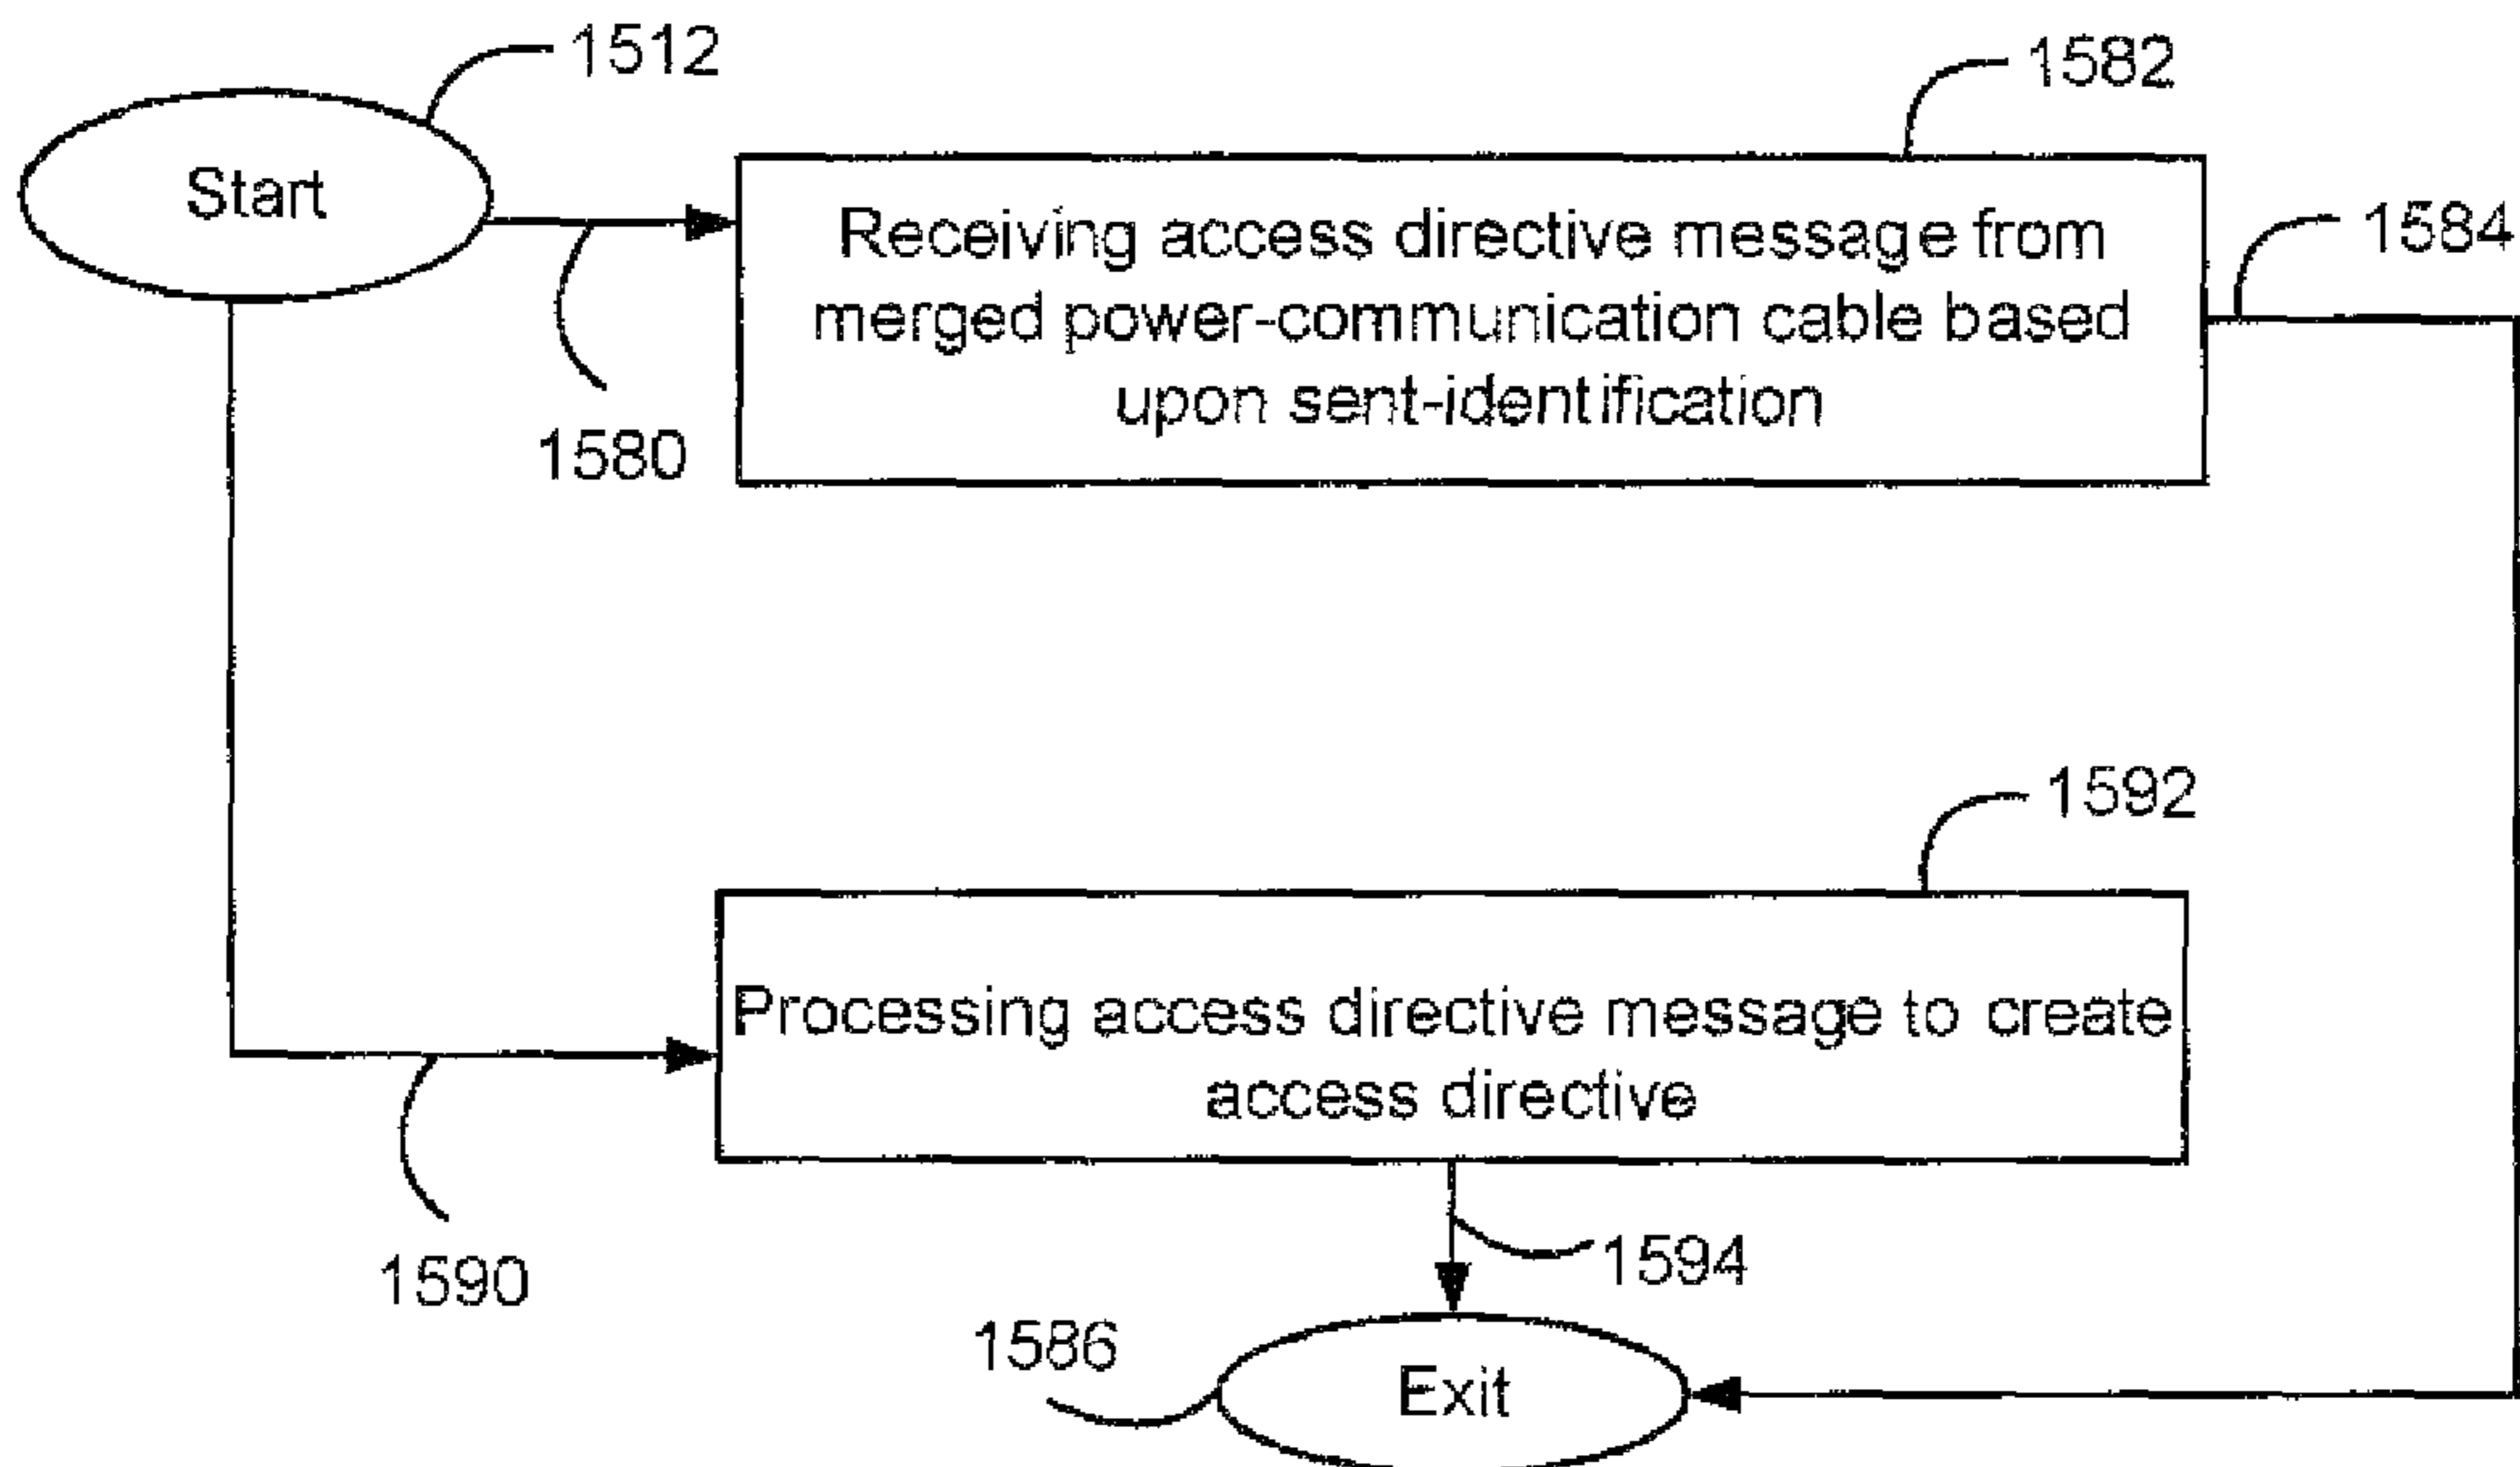 1512
1582
Start
Receiving access directive message from
merged power-communication cable based
upon sent-identification
1584
1580
1592
Processing access directive message to create
access directive
1590
1594
1586
Exit